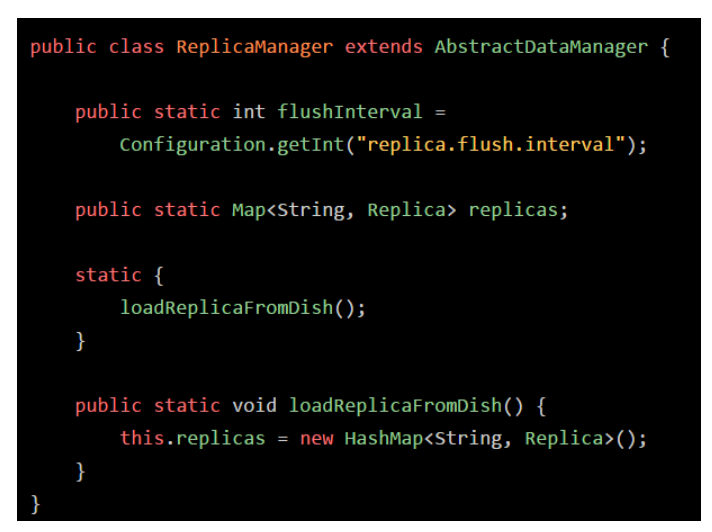 public class ReplicaManager extends AbstractDataManager {
public static int flushInterval =
Configuration.getInt("replica.flush.interval");
public static Map<String, Replica> replicas;
static {
loadReplicaFromDish();
}
public static void loadReplicaFromDish() {
this.replicas = new HashMap<String, Replica>();
}
}